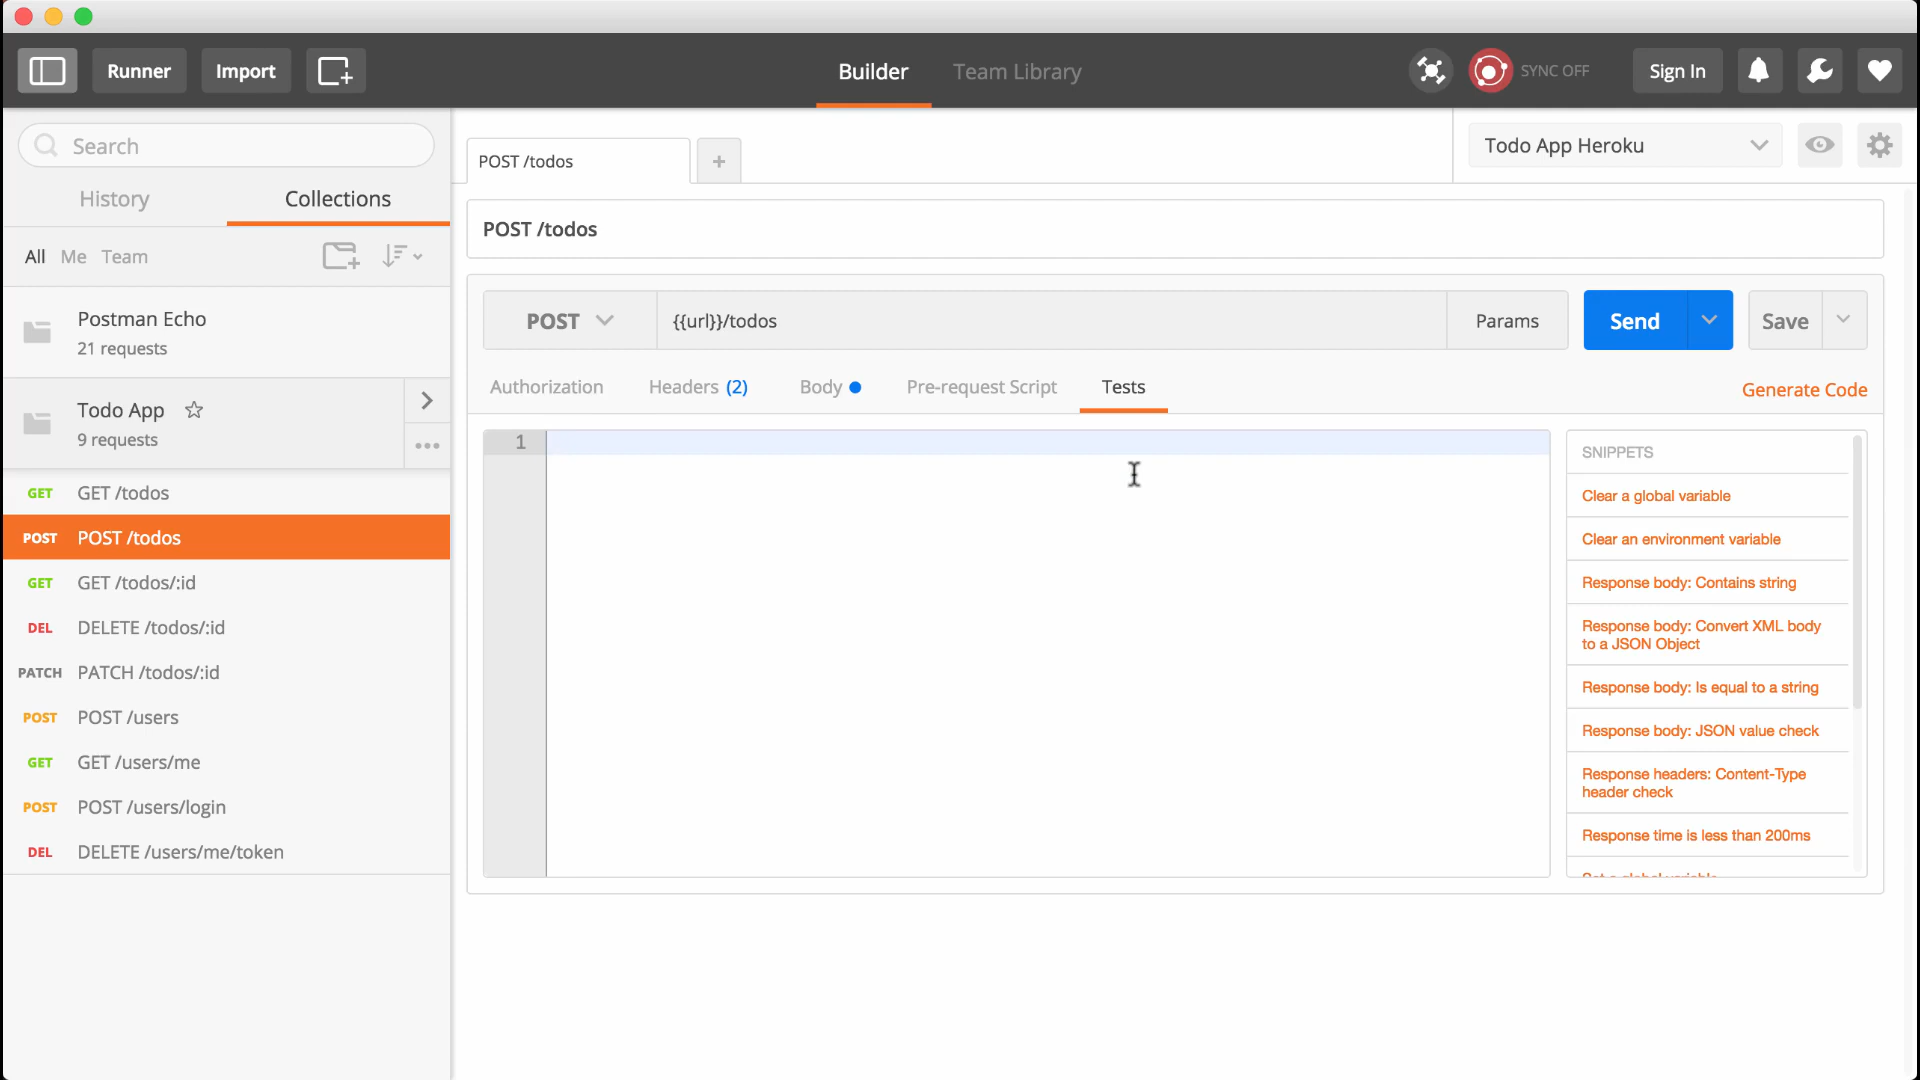 Runner
Import
Builder
Team Library
SYNC OFF
Sign In
Search
History
Collections
All
Me
Team
Postman Echo
21 requests
Todo App
9 requests
GET GET /todos
POST POST /todos
GET GET /todos/:id
DEL DELETE /todos/:id
PATCH PATCH /todos/:id
POST POST /users
GET GET /users/me
POST POST /users/login
DEL DELETE /users/me/token
POST /todos
+
Todo App Heroku
POST /todos
POST
{{url}}/todos
Params
Send
Save
Authorization
Headers (2)
Body
Pre-request Script
Tests
Generate Code
1
SNIPPETS
Clear a global variable
Clear an environment variable
Response body: Contains string
Response body: Convert XML body
to a JSON Object
Response body: Is equal to a string
Response body: JSON value check
Response headers: Content-Type
header check
Response time is less than 200ms